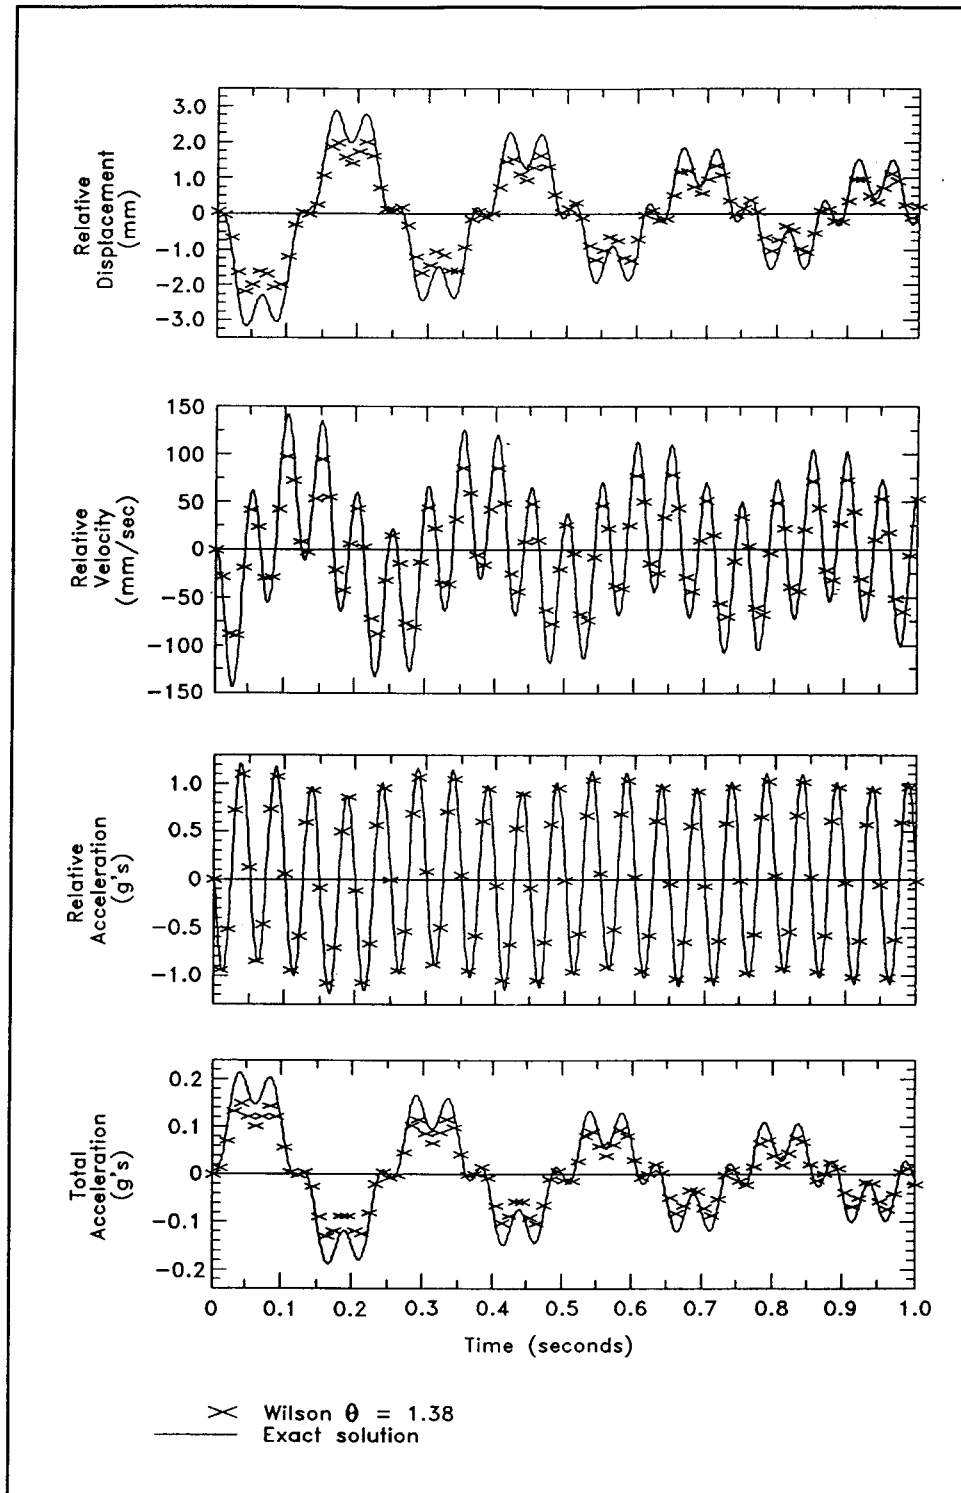 3.0
2.0
1.0
0
-1.0
-2.0
-3.0
Relative
Displacement
(mm)
150
100
50
0
-50
-100
-150
Relative
Velocity
(mm/sec)
1.0
0.5
0
-0.5
-1.0
Relative
Acceleration
(g's)
0.2
0.1
0
-0.1
-0.2
Total
Acceleration
(g's)
0 0.1 0.2 0.3 0.4 0.5 0.6 0.7 0.8 0.9 1.0
Time (seconds)
Wilson θ = 1.38
Exact solution